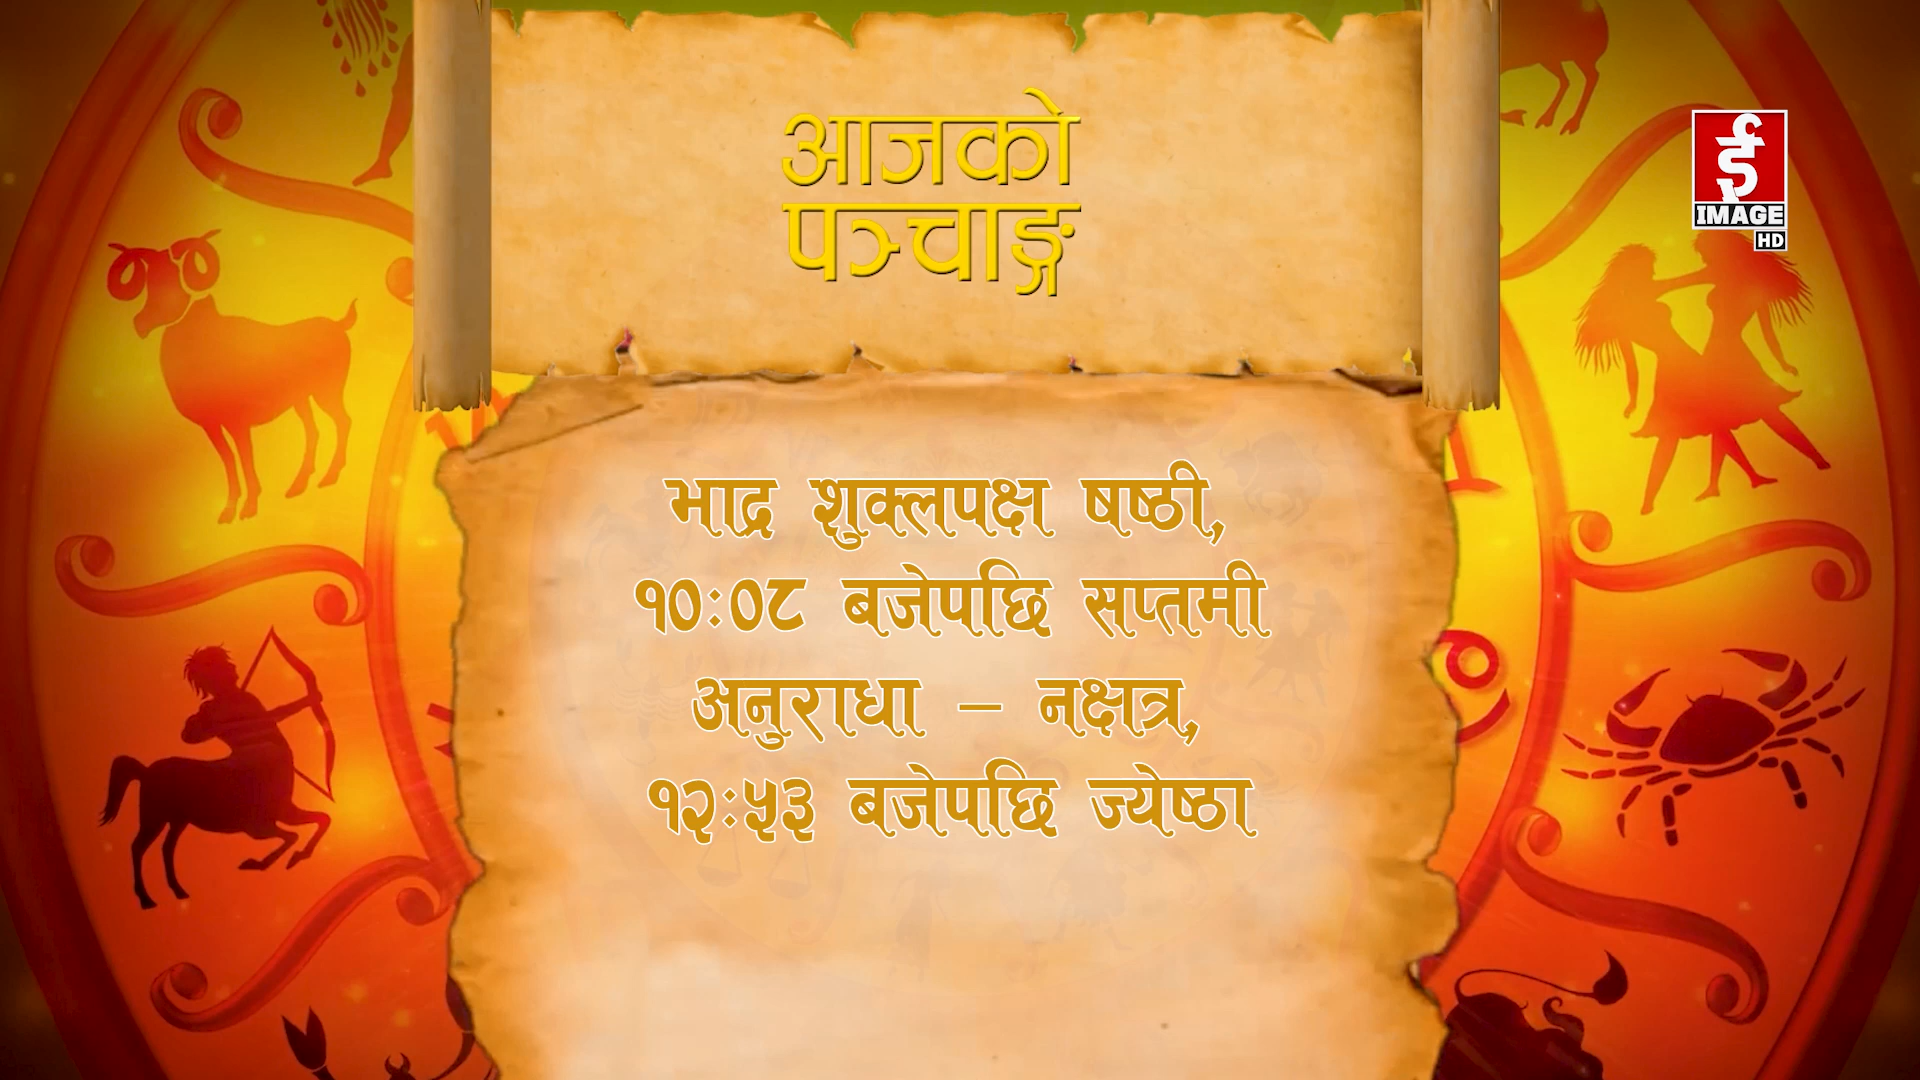 आजको
पञ्चाङ्ग
ई
IMAGE
HD
भाद्र शुक्लपक्ष षष्ठी,
१०:०८ बजेपछि सप्तमी
अनुराधा – नक्षत्र,
१२:५३ बजेपछि ज्येष्ठा